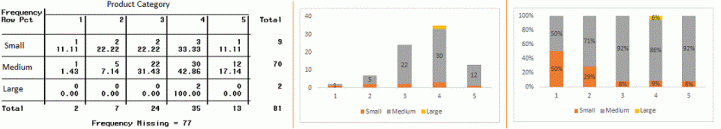 Product Category
Frequency
Row Pct 1 2 3 4 5 Total
Small 1 2 2 3 1 9
11.11 22.22 22.22 33.33 11.11
Medium 1 5 22 30 12 70
1.43 7.14 31.43 42.86 17.14
Large 0 0 0 2 0 2
0.00 0.00 0.00 100.00 0.00
Total 2 7 24 35 13 81
Frequency Missing = 77
40
30
20
10
0
1 5 22 30 12
1 2 3 4 5
Small Medium Large
100%
80%
60%
40%
20%
0%
6%
50% 71% 92% 86% 92%
50% 29% 8% 9% 8%
1 2 3 4 5
Small Medium Large